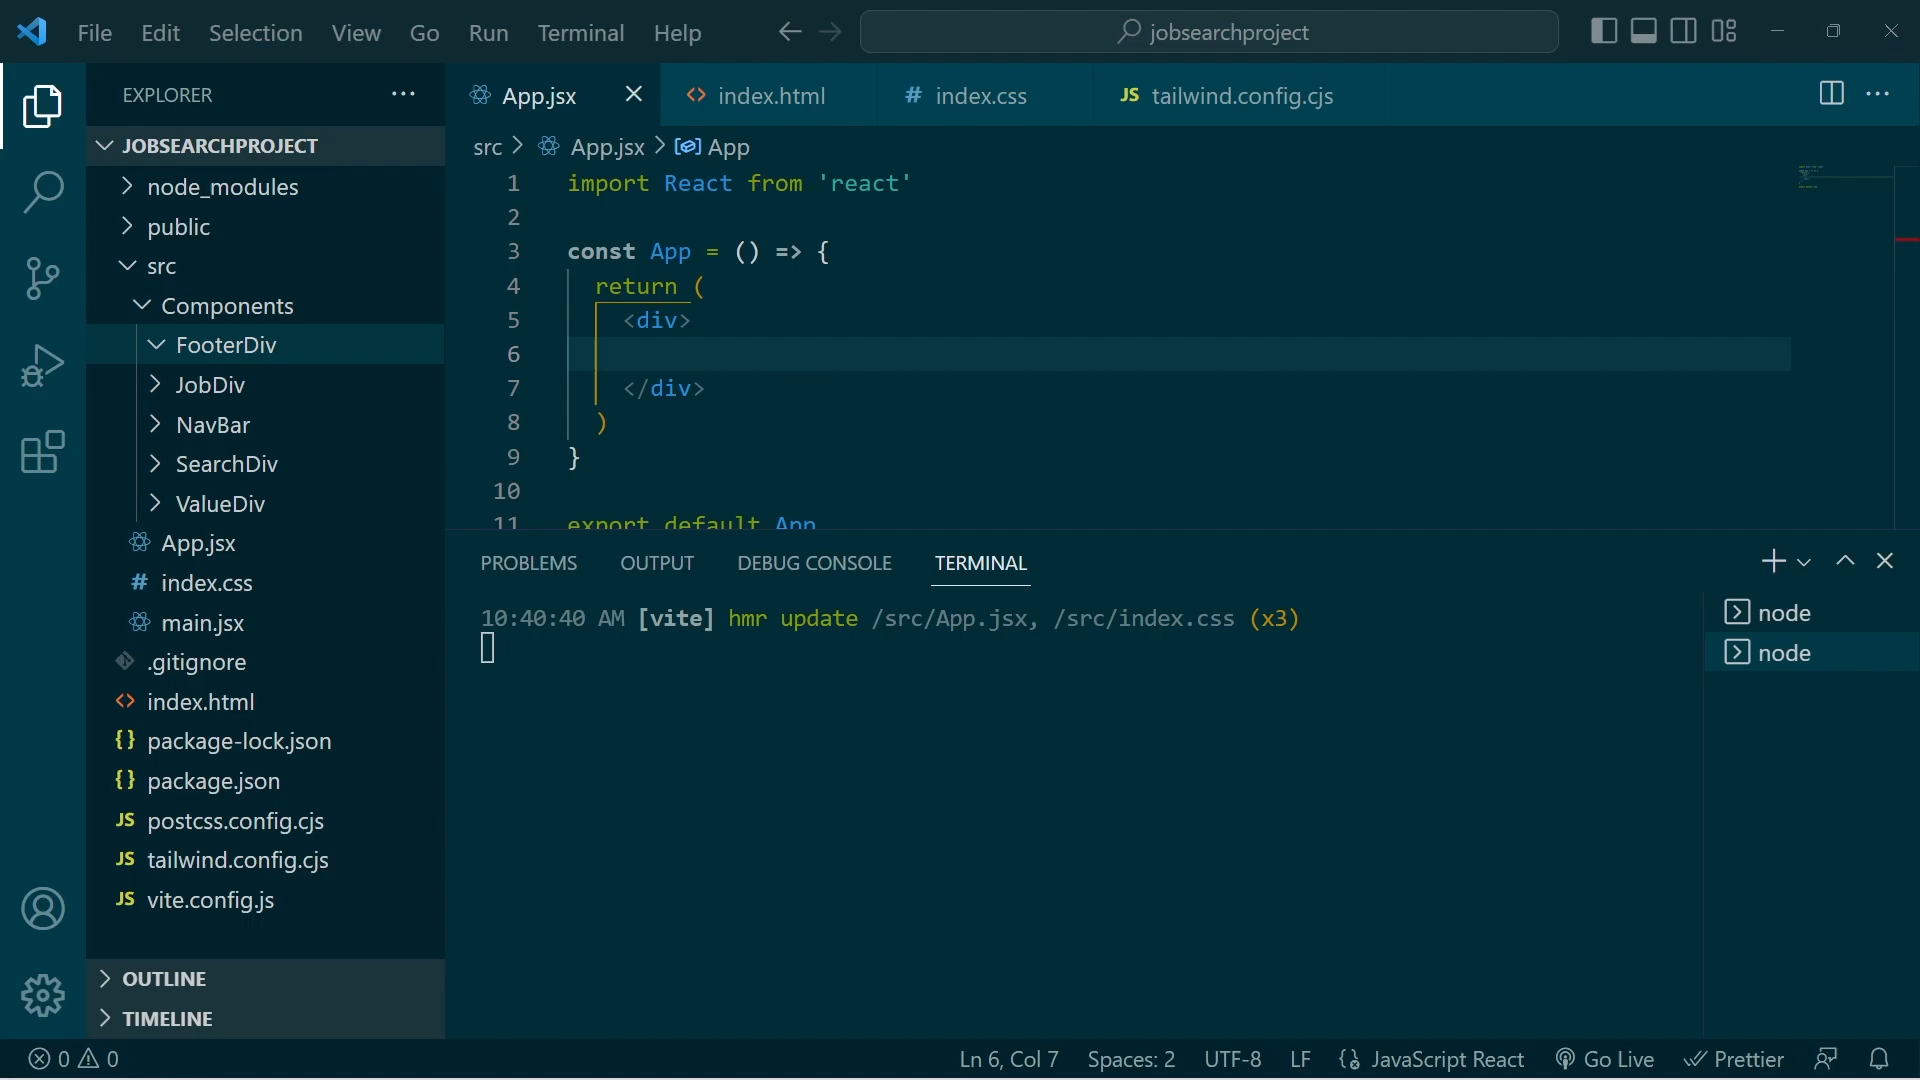 File Edit Selection View Go Run Terminal Help
jobsearchproject
EXPLORER
JOBSEARCHPROJECT
node_modules
public
src
Components
FooterDiv
JobDiv
NavBar
SearchDiv
ValueDiv
App.jsx
index.css
main.jsx
.gitignore
index.html
package-lock.json
package.json
postcss.config.cjs
tailwind.config.cjs
vite.config.js
OUTLINE
TIMELINE
App.jsx index.html index.css tailwind.config.cjs
src > App.jsx > App
1 import React from 'react'
2
3 const App = () => {
4 return (
5 <div>
6
7 </div>
8 )
9 }
10
11 export default App
PROBLEMS OUTPUT DEBUG CONSOLE TERMINAL
10:40:40 AM [vite] hmr update /src/App.jsx, /src/index.css (x3)
node
node
0 0 Ln 6, Col 7 Spaces: 2 UTF-8 LF JavaScript React Go Live Prettier